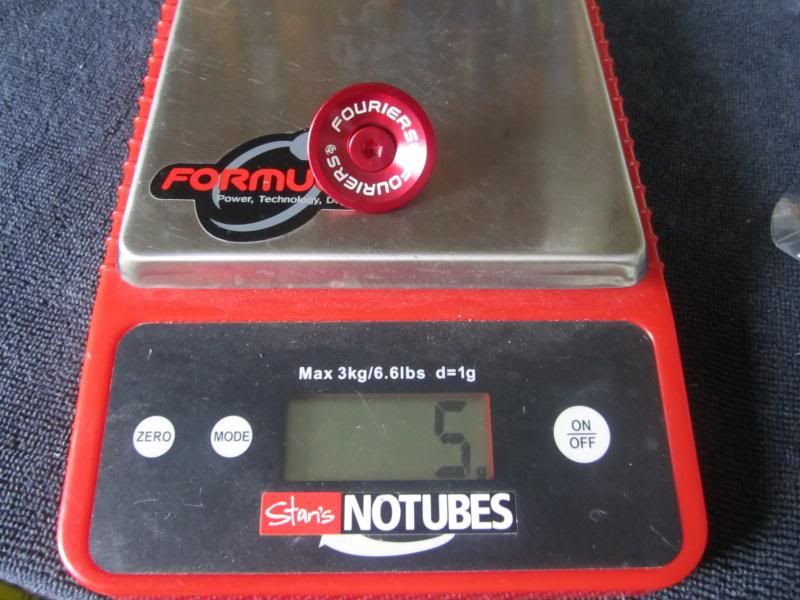 FOURIERS
FOURIERS®
FORMU
Power, Technology, D
Max 3kg/6.6lbs d=1g
ZERO
MODE
5g
ON
OFF
Stan's NOTUBES